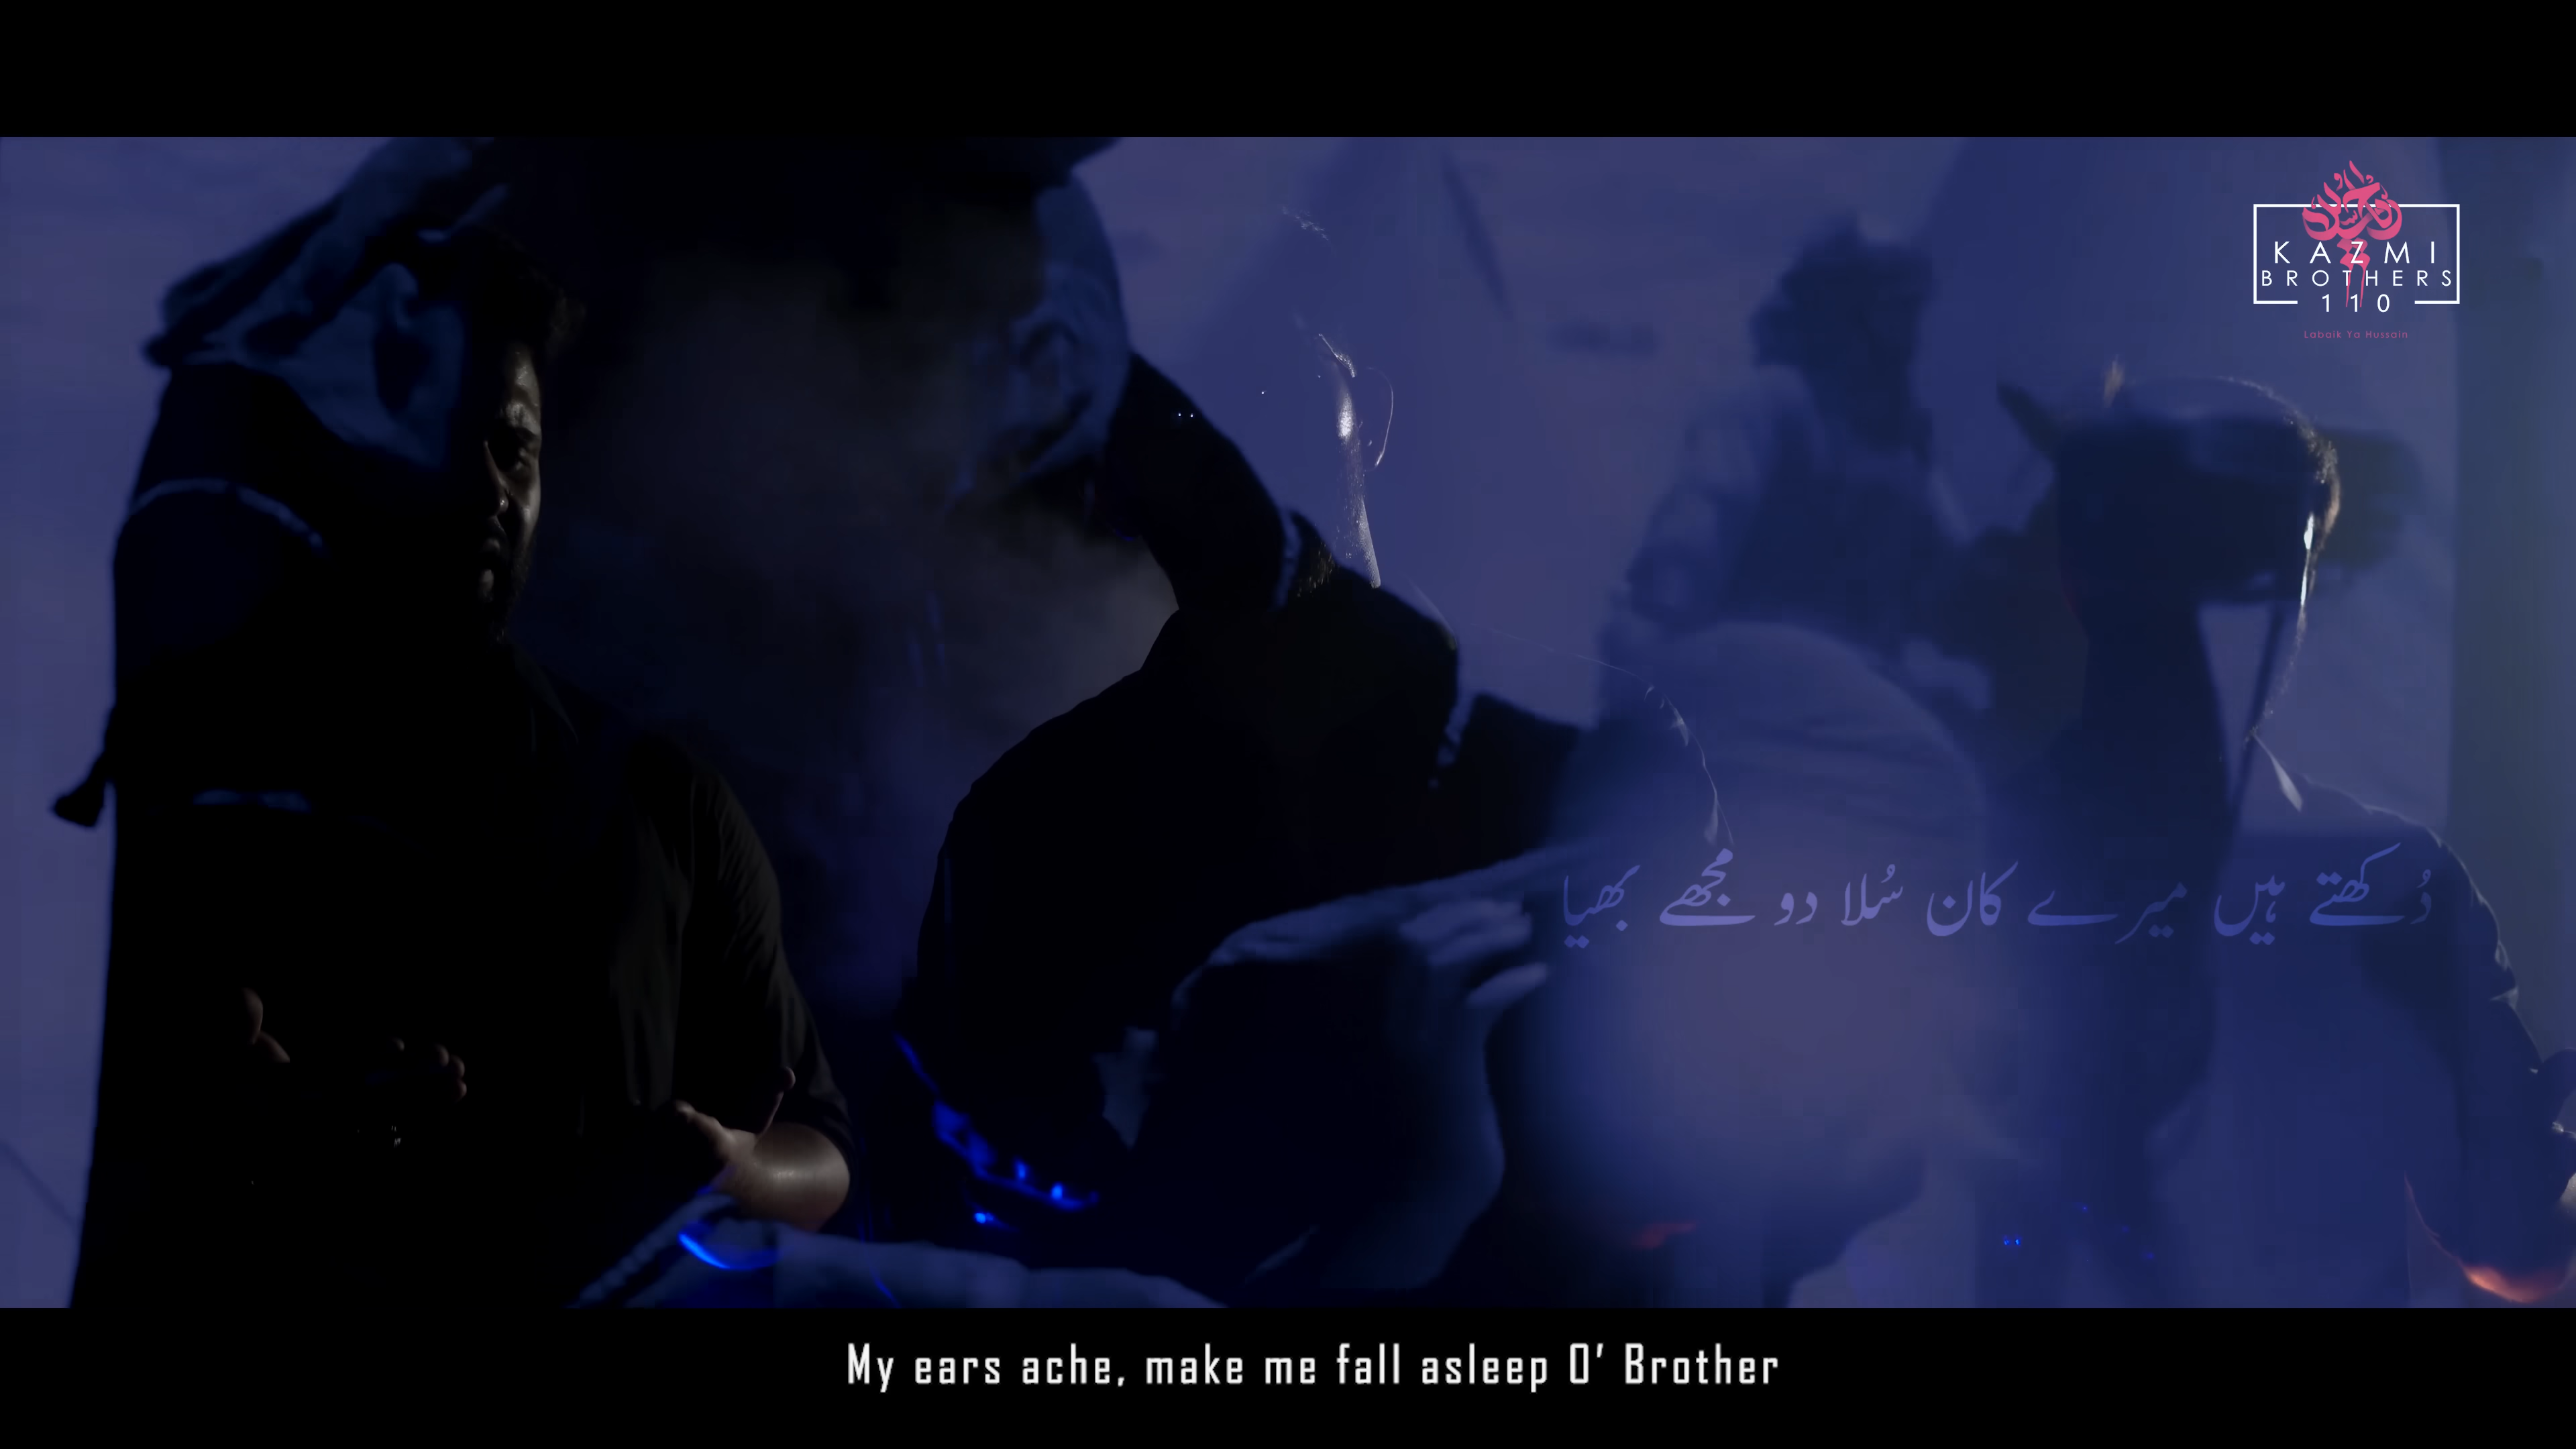 KAZMI
BROTHERS
110
Labaik Ya Hussain
دُکھتے ہیں میرے کان سُلا دو مجھے بھیا
My ears ache, make me fall asleep O' Brother